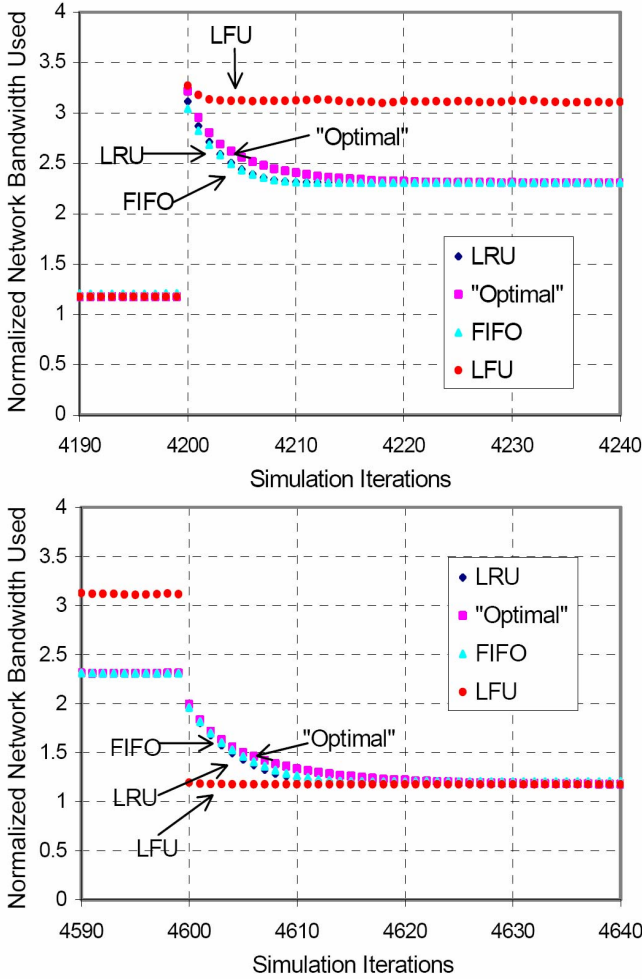 Normalized Network Bandwidth Used
4
3.5
3
2.5
2
1.5
1
0.5
0
LFU
"Optimal"
LRU
FIFO
LRU
"Optimal"
FIFO
LFU
4190 4200 4210 4220 4230 4240
Simulation Iterations
Normalized Network Bandwidth Used
4
3.5
3
2.5
2
1.5
1
0.5
0
LRU
"Optimal"
FIFO
LFU
FIFO
"Optimal"
LRU
LFU
4590 4600 4610 4620 4630 4640
Simulation Iterations